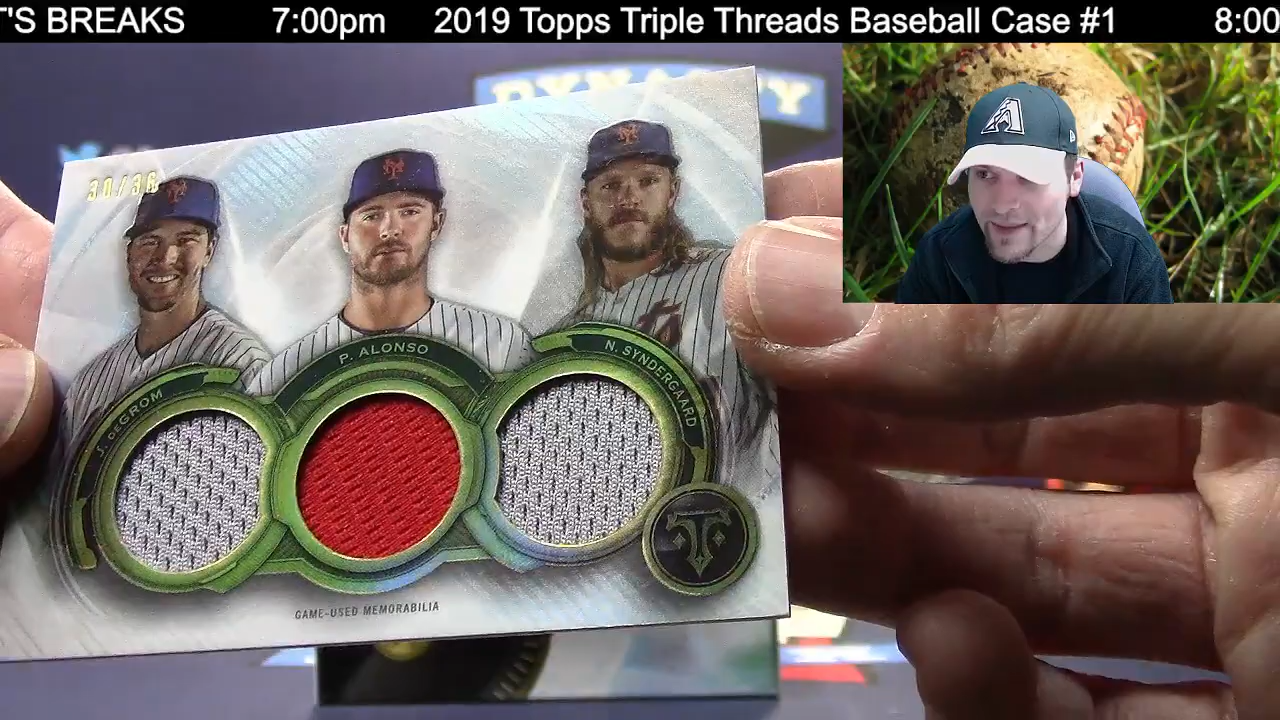 T'S BREAKS 7:00pm 2019 Topps Triple Threads Baseball Case #1 8:00
DYNASTY
30/36
J. DEGROM
P. ALONSO
N. SYNDERGAARD
GAME-USED MEMORABILIA